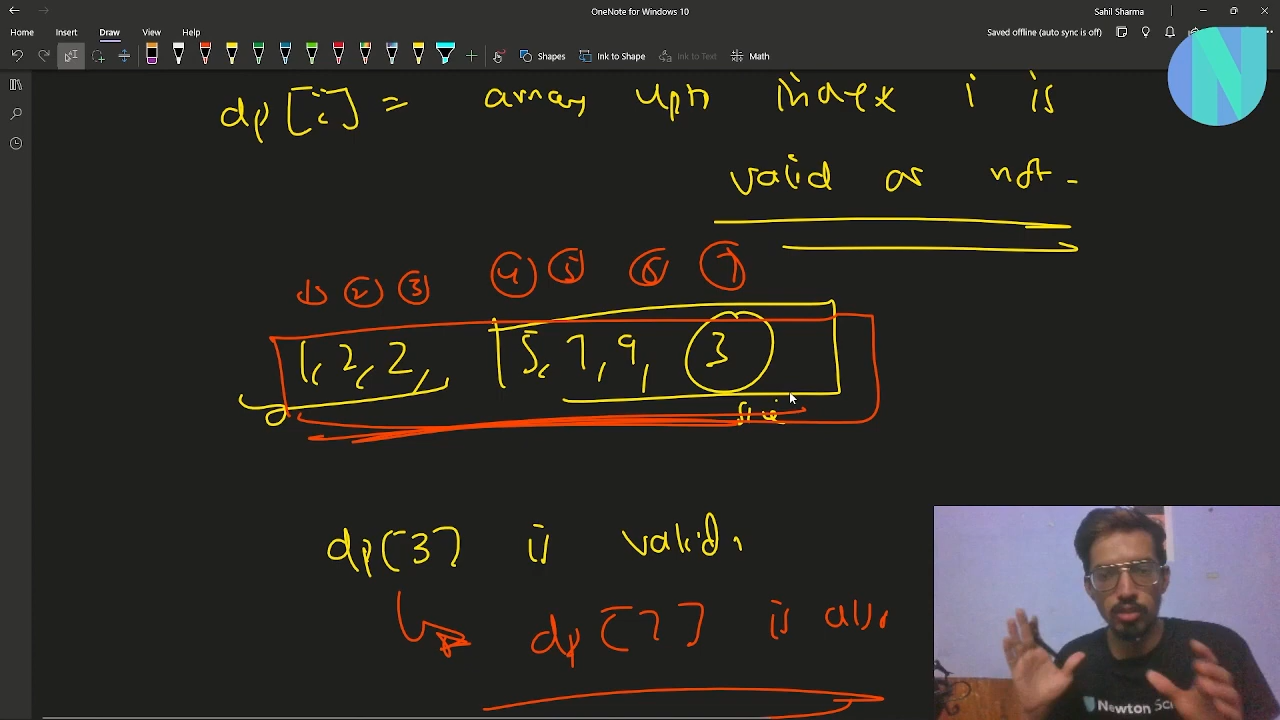 OneNote for Windows 10
Sahil Sharma
Home Insert Draw View Help
Saved offline (auto sync is off)
Shapes Ink to Shape Ink to Text Math
dp[i] = array upto index i is
valid or not.
1 2 3 4 5 6 7
1, 2, 2, 5, 7, 9, 3
size
dp[3] is valid,
dp[7] is also
Newton Sc